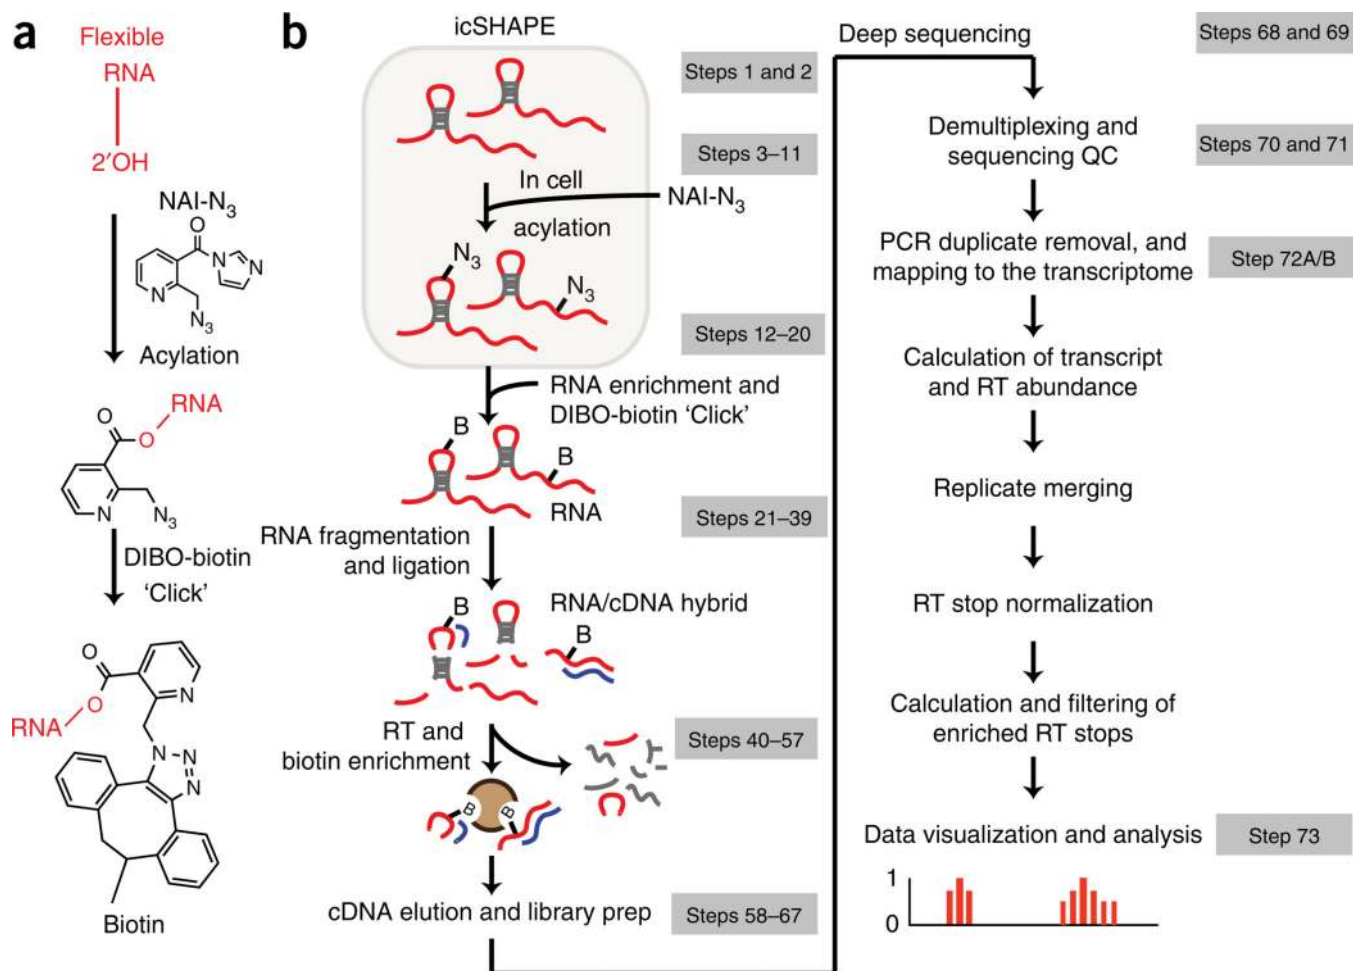 a
Flexible
RNA
2′OH
NAI-N3
O
N
N
N
N3
Acylation
RNA
O
O
N
N3
DIBO-biotin
'Click'
O
O
RNA
N
N
N
N
Biotin
b
icSHAPE
Steps 1 and 2
Steps 3–11
In cell
acylation
NAI-N3
N3
N3
Steps 12–20
RNA enrichment and
DIBO-biotin 'Click'
B
B
RNA
Steps 21–39
RNA fragmentation
and ligation
RNA/cDNA hybrid
B
B
RT and
biotin enrichment
Steps 40–57
B
B
cDNA elution and library prep
Steps 58–67
Deep sequencing
Steps 68 and 69
Demultiplexing and
sequencing QC
Steps 70 and 71
PCR duplicate removal, and
mapping to the transcriptome
Step 72A/B
Calculation of transcript
and RT abundance
Replicate merging
RT stop normalization
Calculation and filtering of
enriched RT stops
Data visualization and analysis
Step 73
1
0